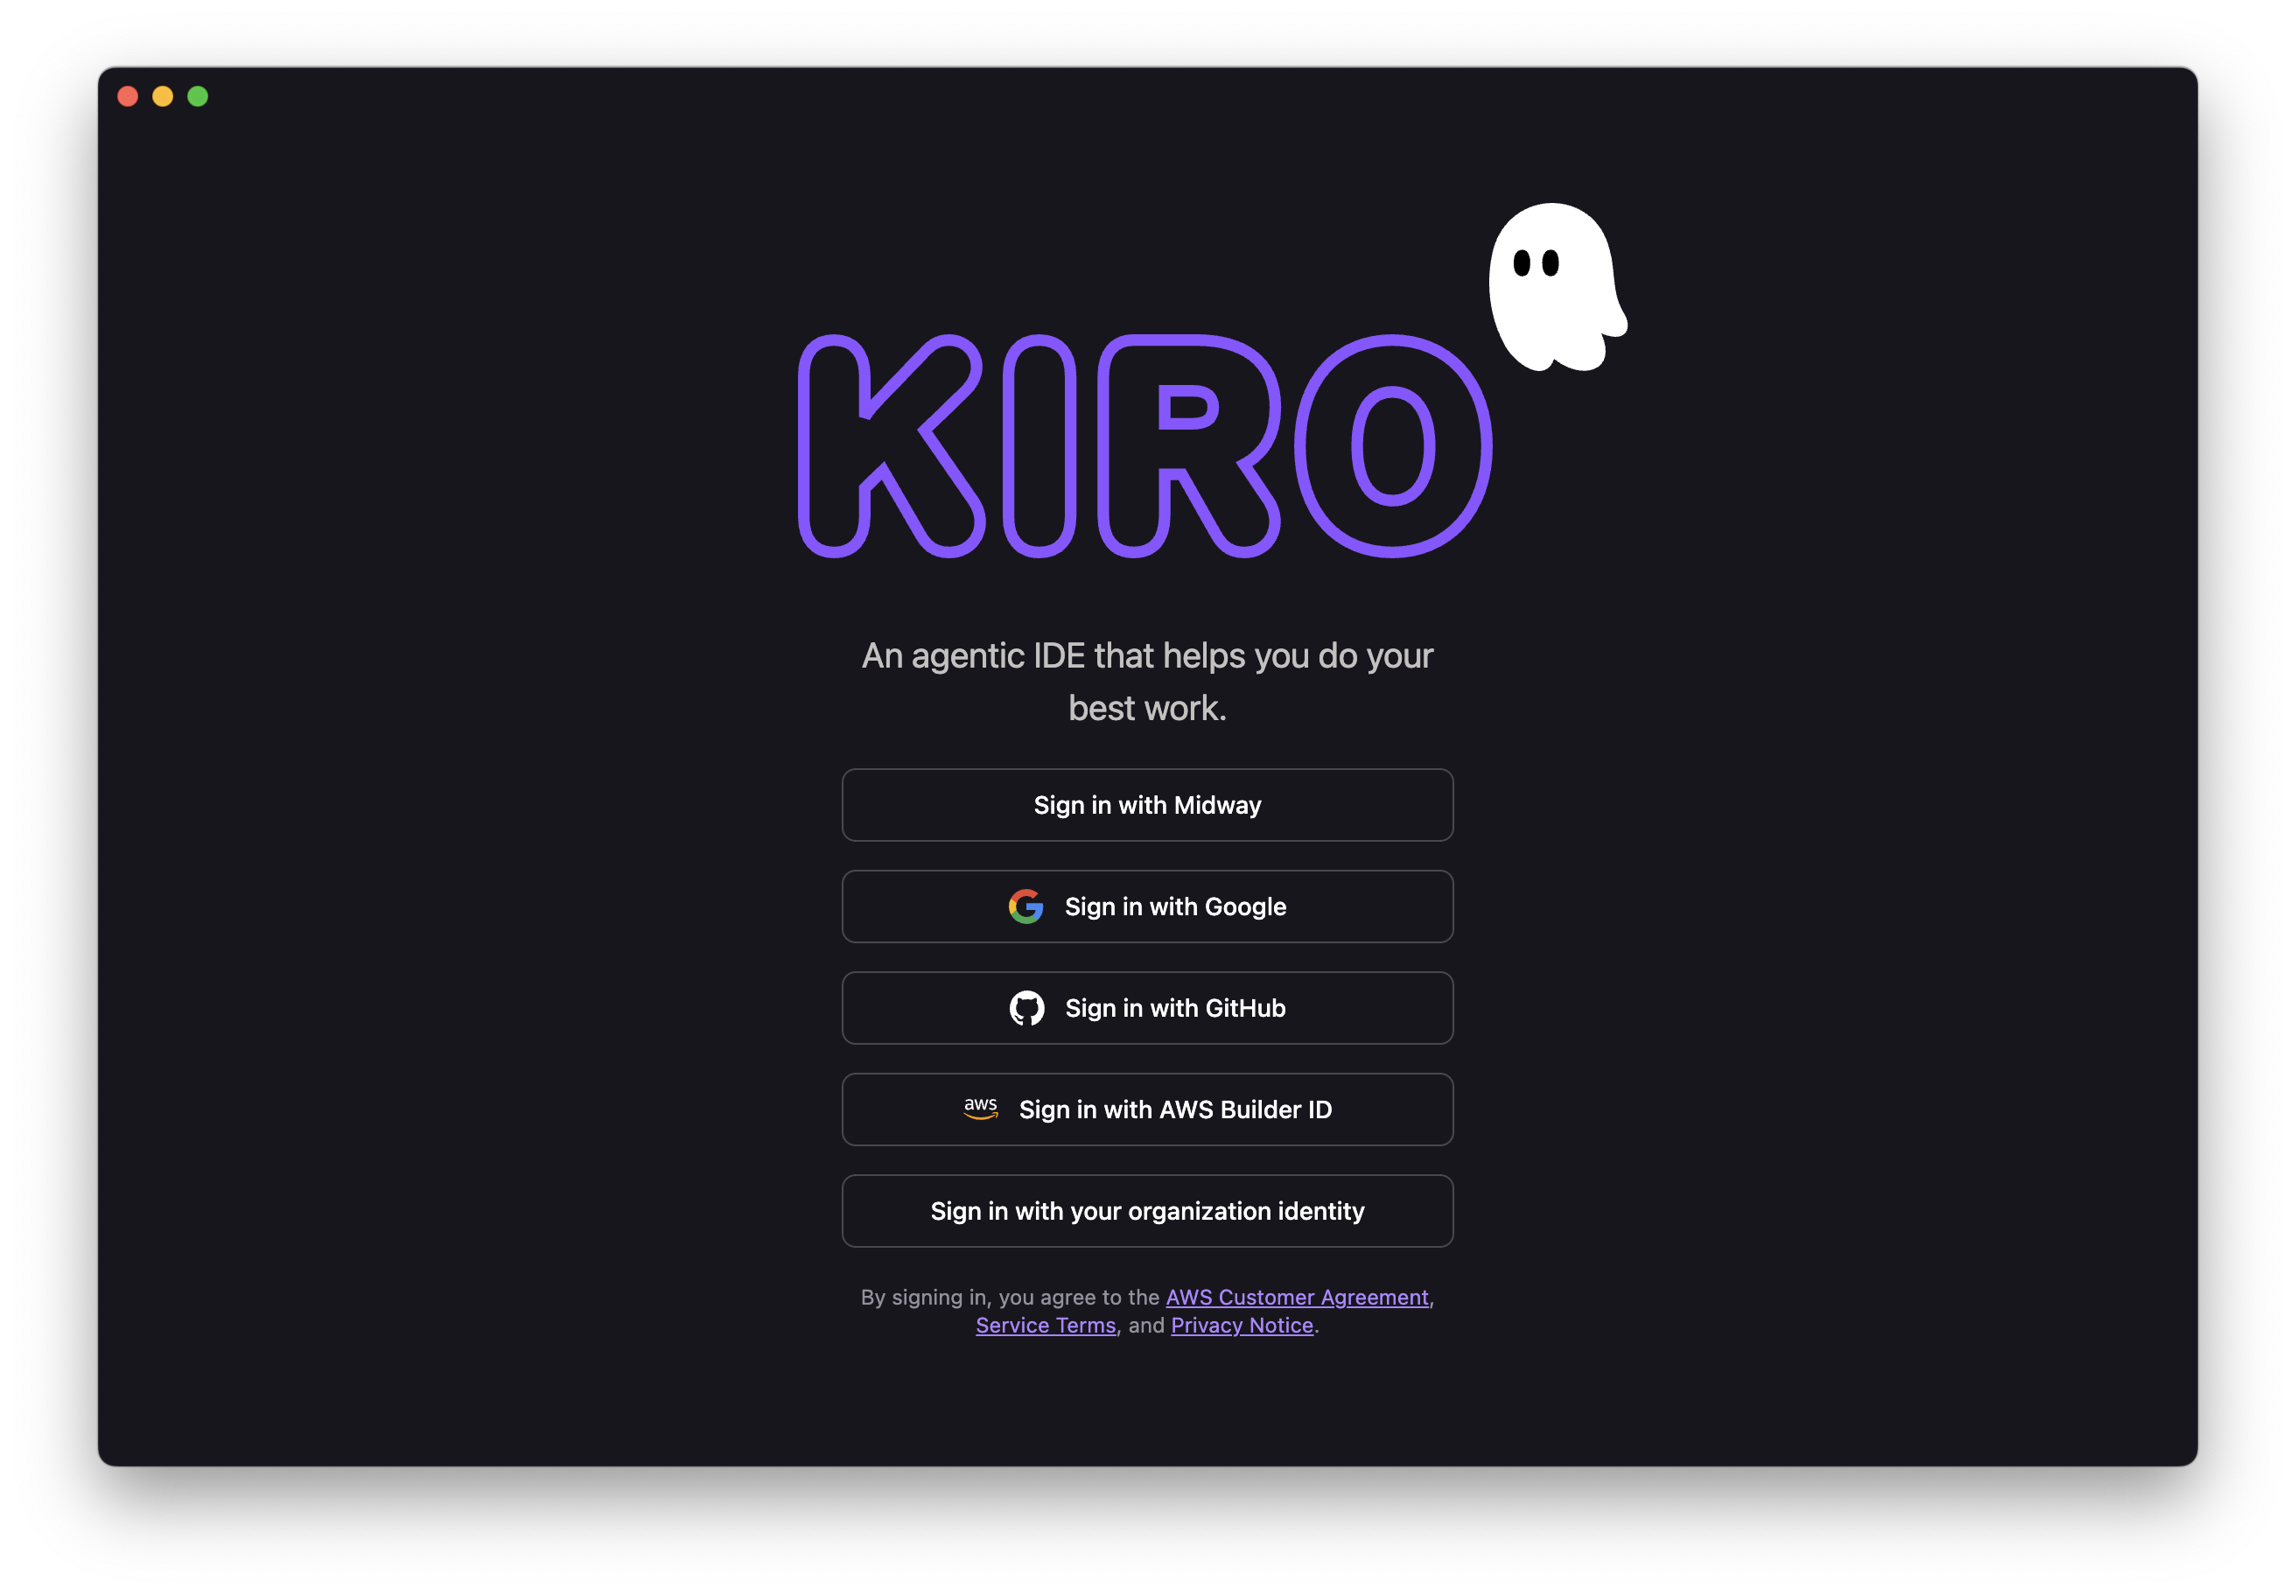 KIRO
An agentic IDE that helps you do your
best work.
Sign in with Midway
Sign in with Google
Sign in with GitHub
aws Sign in with AWS Builder ID
Sign in with your organization identity
By signing in, you agree to the AWS Customer Agreement,
Service Terms, and Privacy Notice.